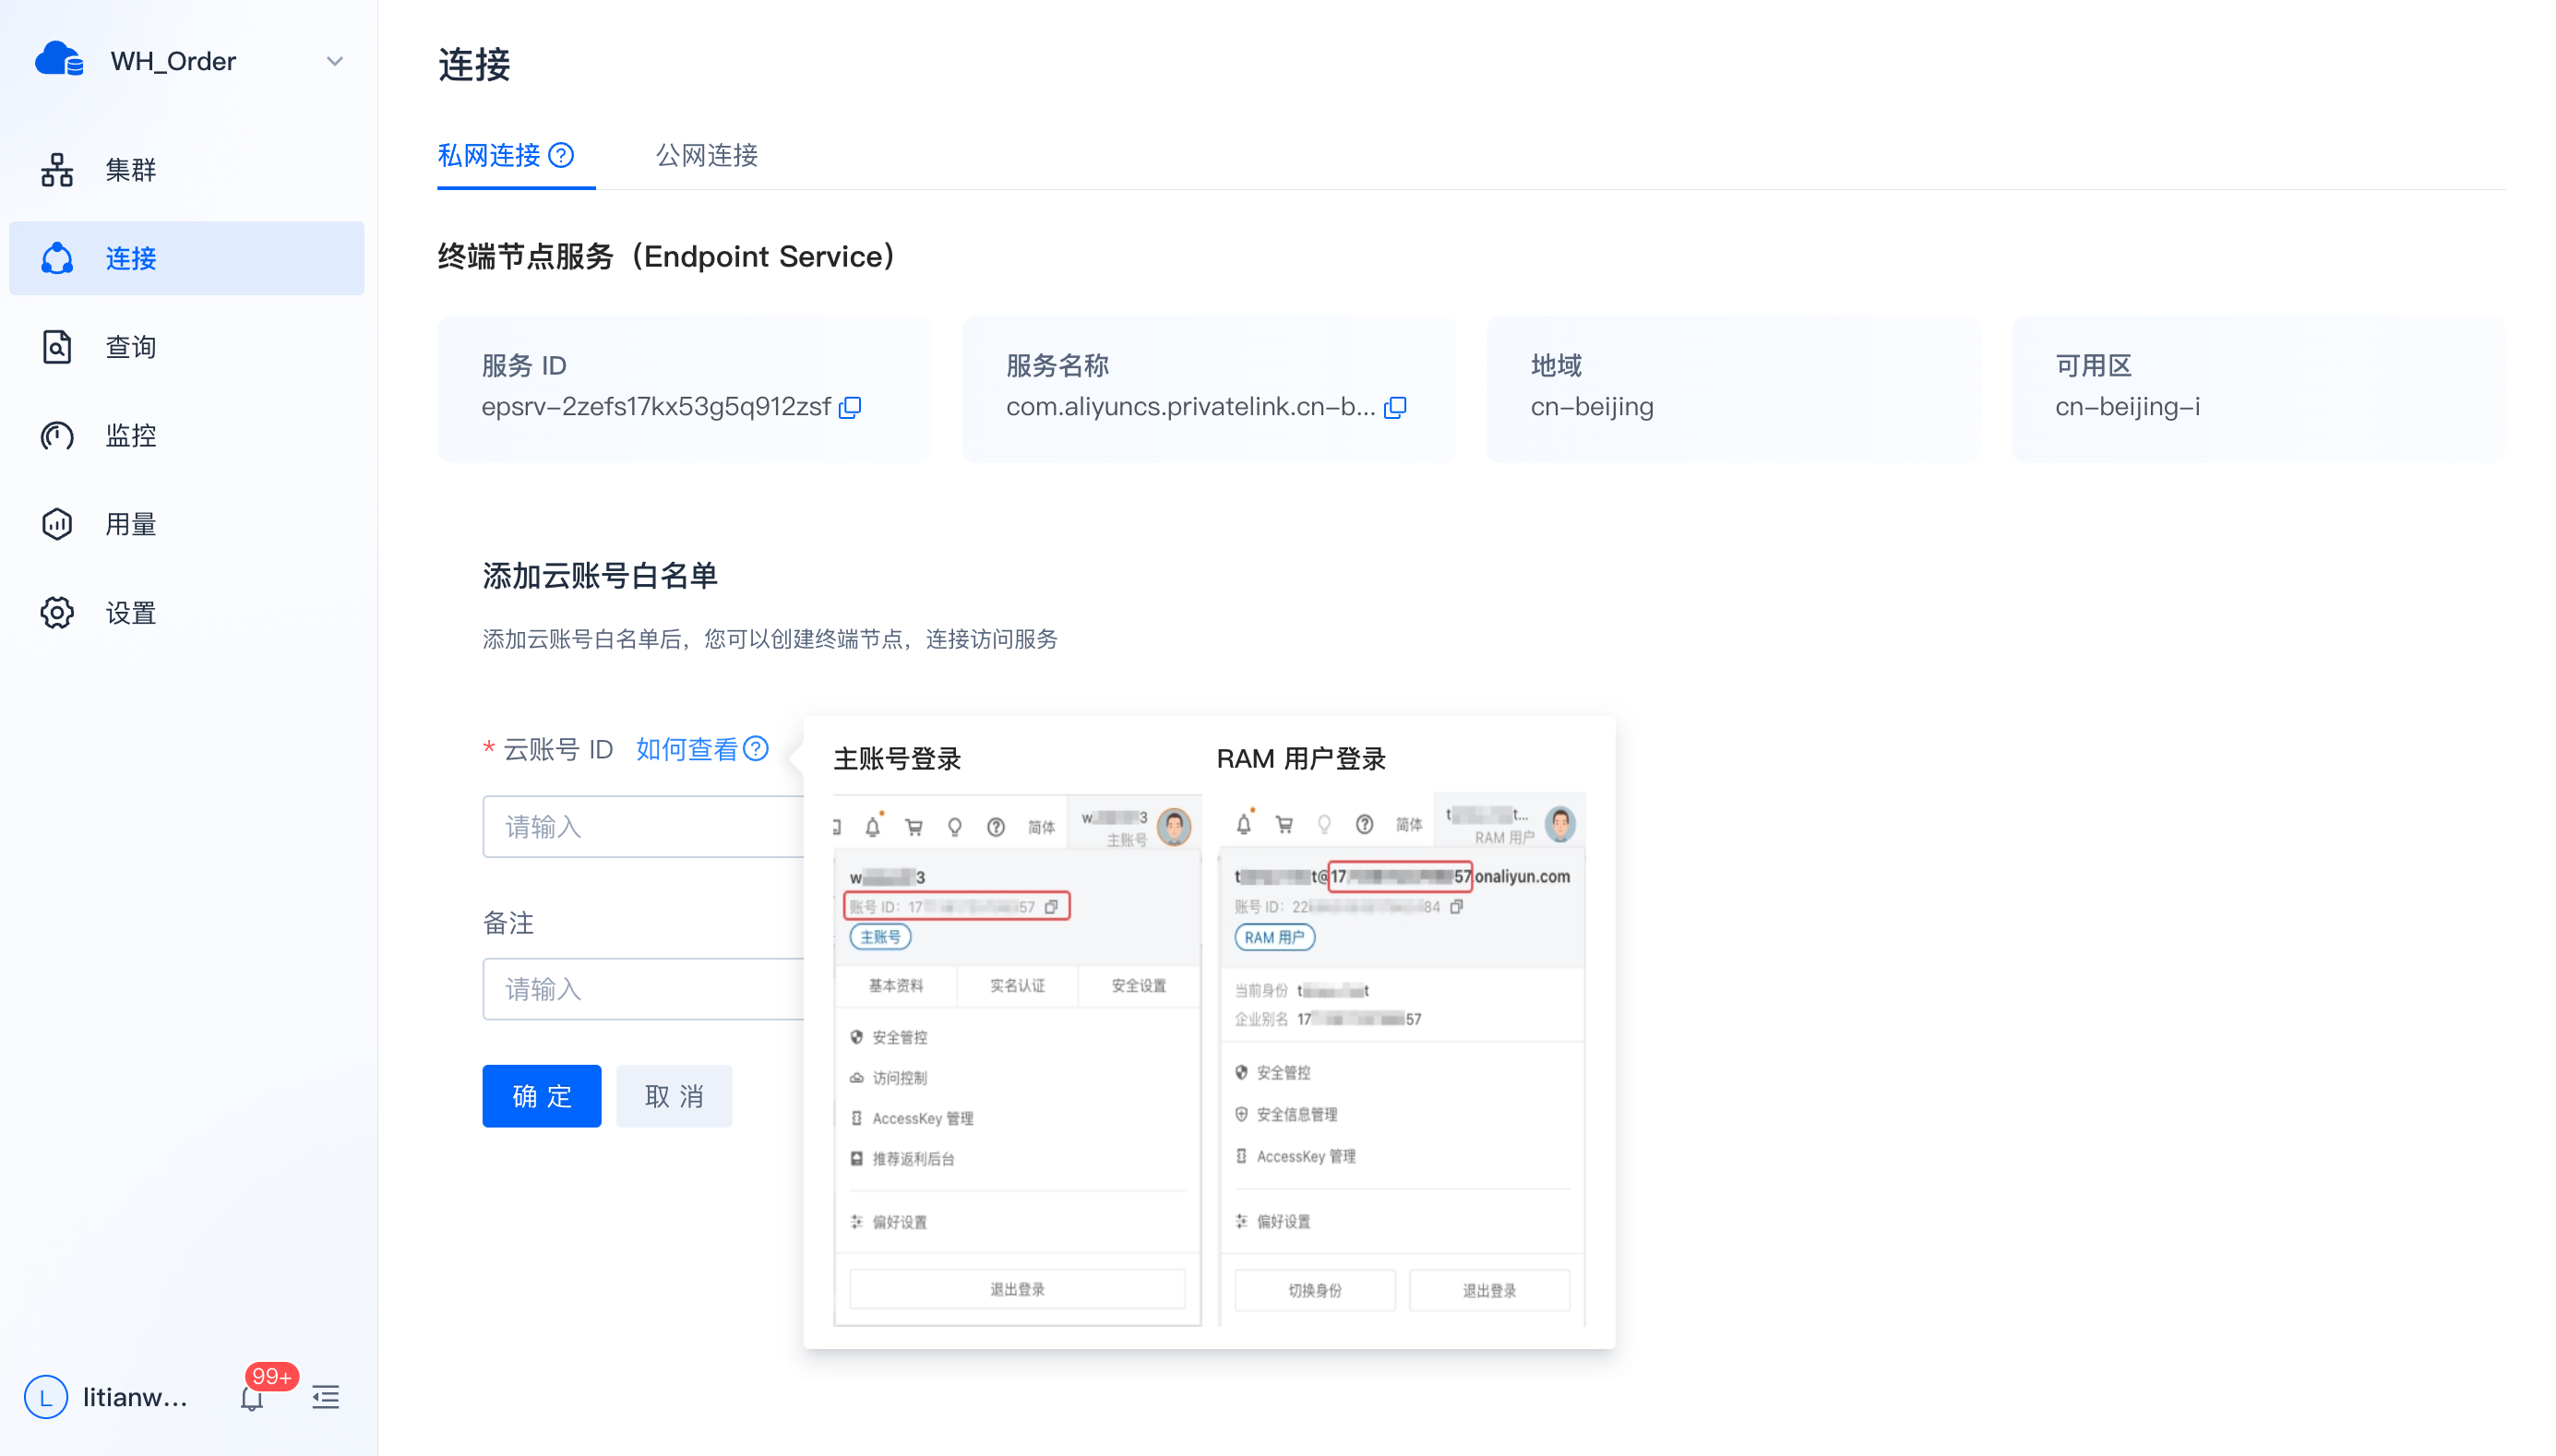 WH_Order
集群
连接
查询
监控
用量
设置
litianw...
99+
L
连接
私网连接
公网连接
终端节点服务（Endpoint Service）
服务 ID
epsrv-2zefs17kx53g5q912zsf
服务名称
com.aliyuncs.privatelink.cn-b...
地域
cn-beijing
可用区
cn-beijing-i
添加云账号白名单
添加云账号白名单后，您可以创建终端节点，连接访问服务
* 云账号 ID 如何查看
请输入
备注
请输入
确 定
取 消
主账号登录
简体
w 3
主账号
w 3
账号 ID： 17 57
主账号
基本资料
实名认证
安全设置
安全管控
访问控制
AccessKey 管理
推荐返利后台
偏好设置
退出登录
RAM 用户登录
简体
t t...
RAM 用户
t t@17 57.onaliyun.com
账号 ID： 22 84
RAM 用户
当前身份 t t
企业别名 17 57
安全管控
安全信息管理
AccessKey 管理
偏好设置
切换身份
退出登录